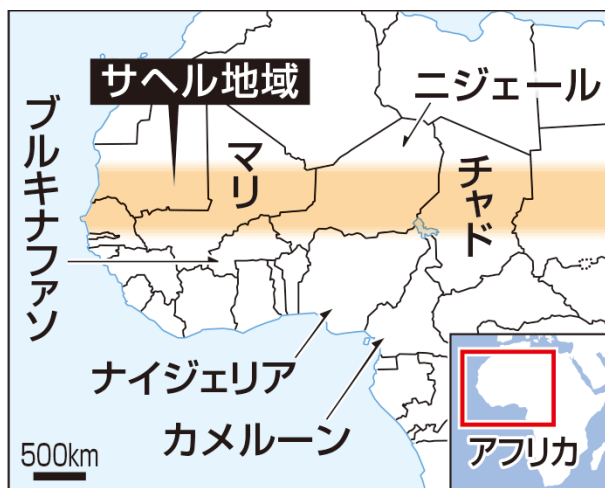 サヘル地域
ニジェール
ブルキナファソ
マリ
チャド
ナイジェリア
カメルーン
500km
アフリカ